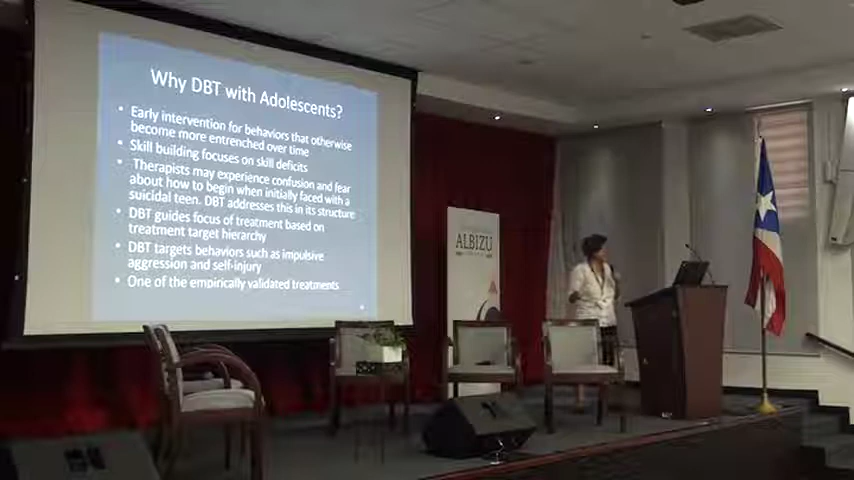 Why DBT with Adolescents?
• Early intervention for behaviors that otherwise
become more entrenched over time
• Skill building focuses on skill deficits
• Therapists may experience confusion and fear
about how to begin when initially faced with a
suicidal teen. DBT addresses this in its structure
• DBT guides focus of treatment based on
treatment target hierarchy
• DBT targets behaviors such as impulsive
aggression and self-injury
• One of the empirically validated treatments
ALBIZU